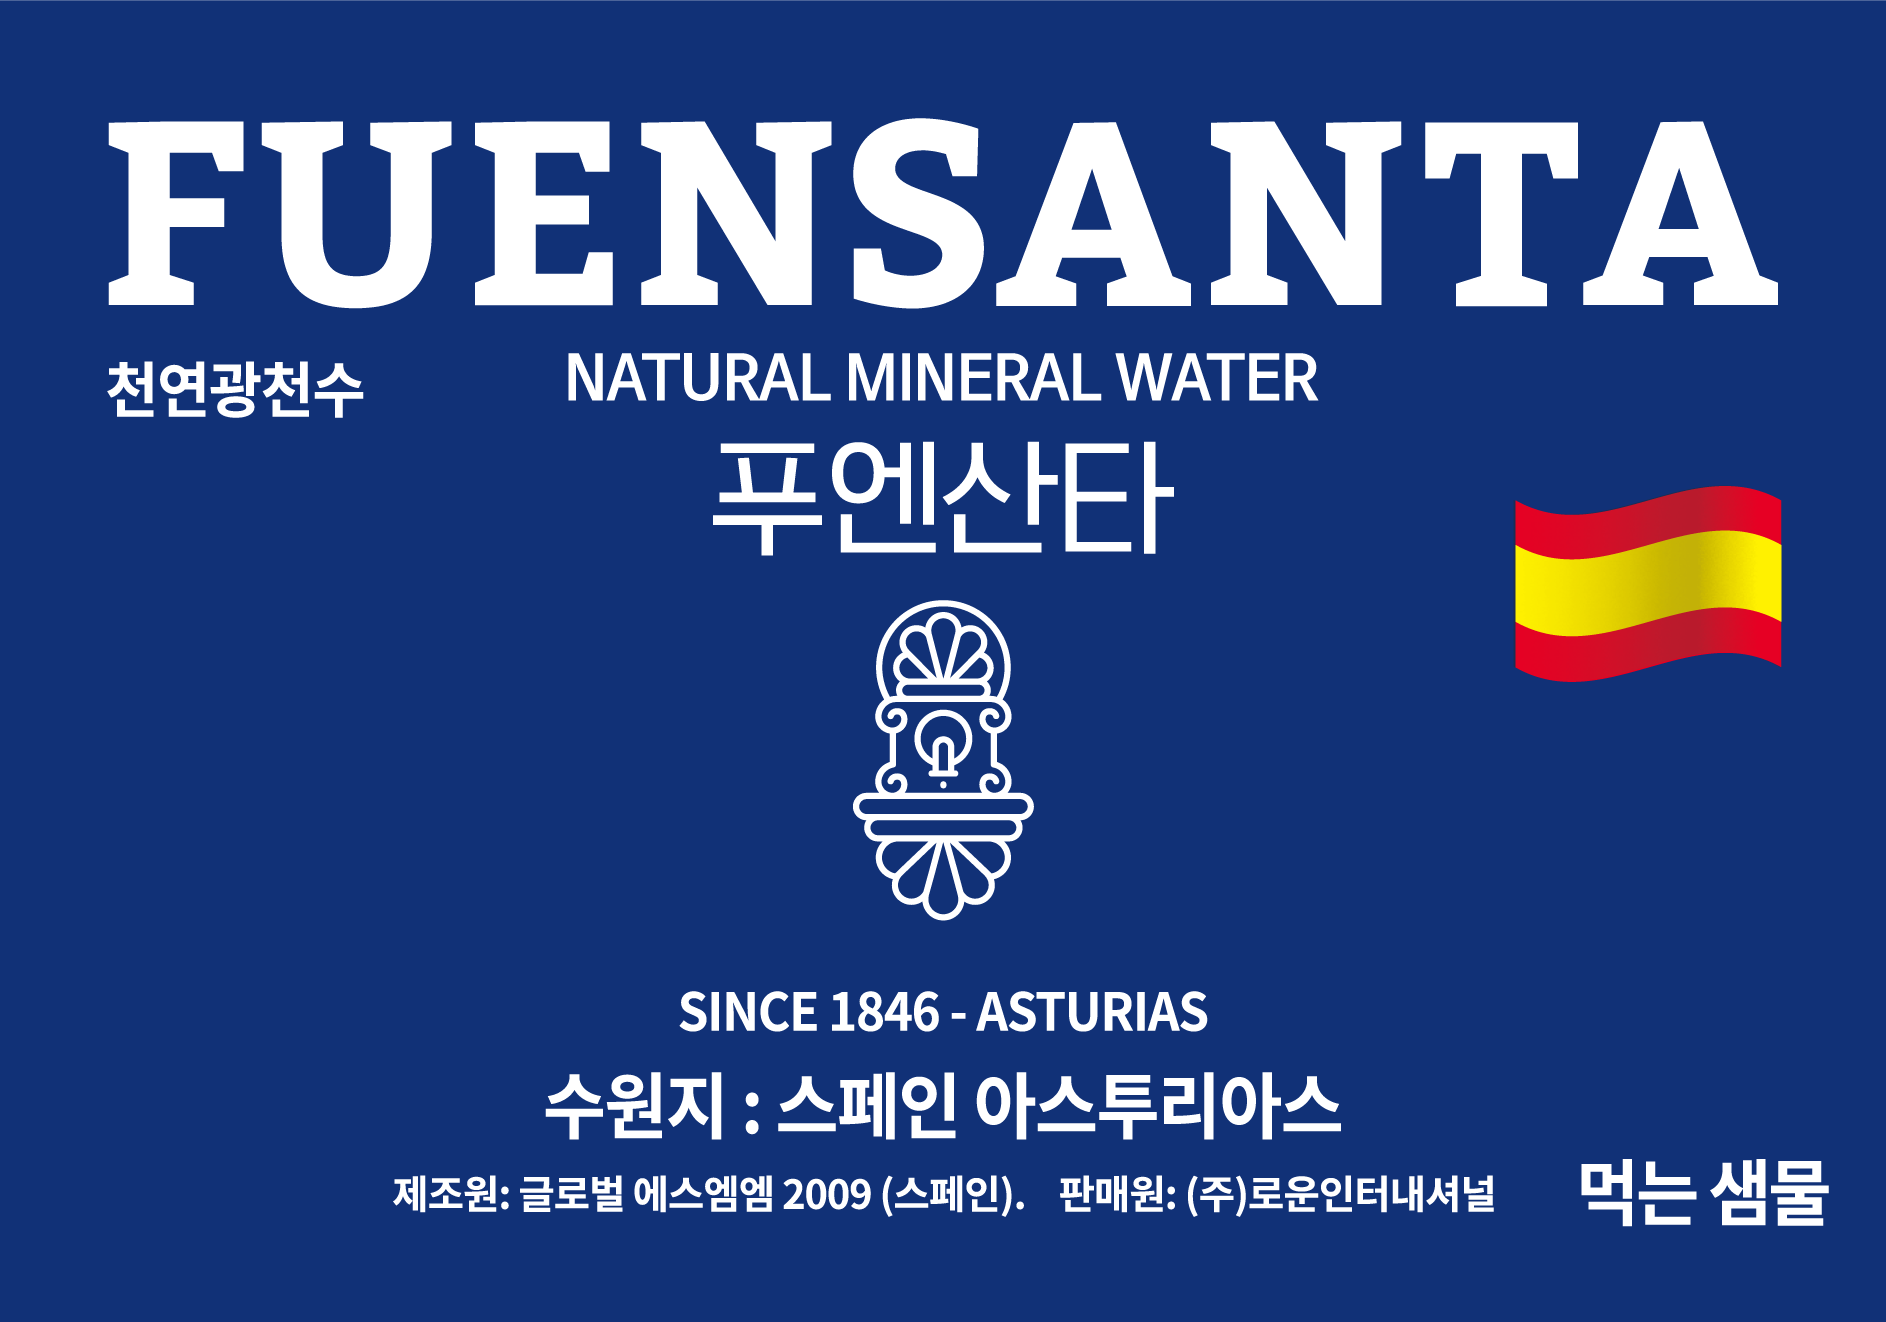 FUENSANTA
천연광천수
NATURAL MINERAL WATER
푸엔산타
SINCE 1846 - ASTURIAS
수원지 : 스페인 아스투리아스
제조원: 글로벌 에스엠엠 2009 (스페인). 판매원: (주)로운인터내셔널
먹는 샘물